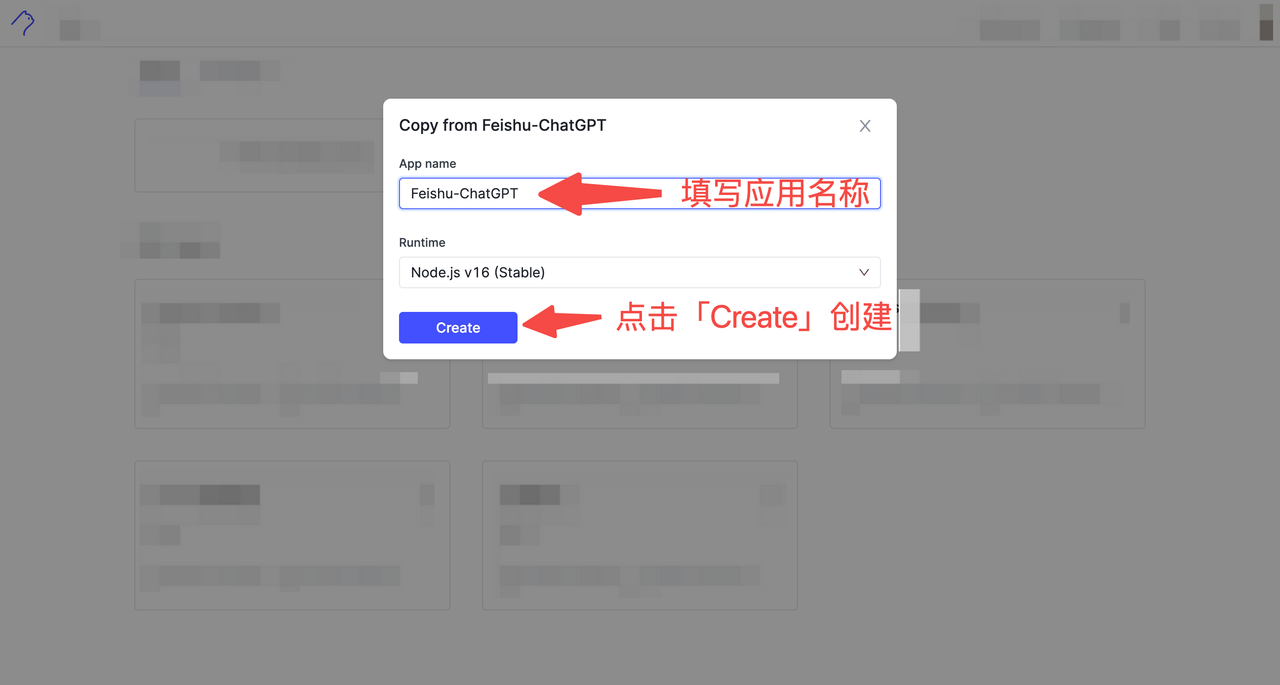 Copy from Feishu-ChatGPT
App name
Feishu-ChatGPT 填写应用名称
Runtime
Node.js v16 (Stable)
Create 点击「Create」创建